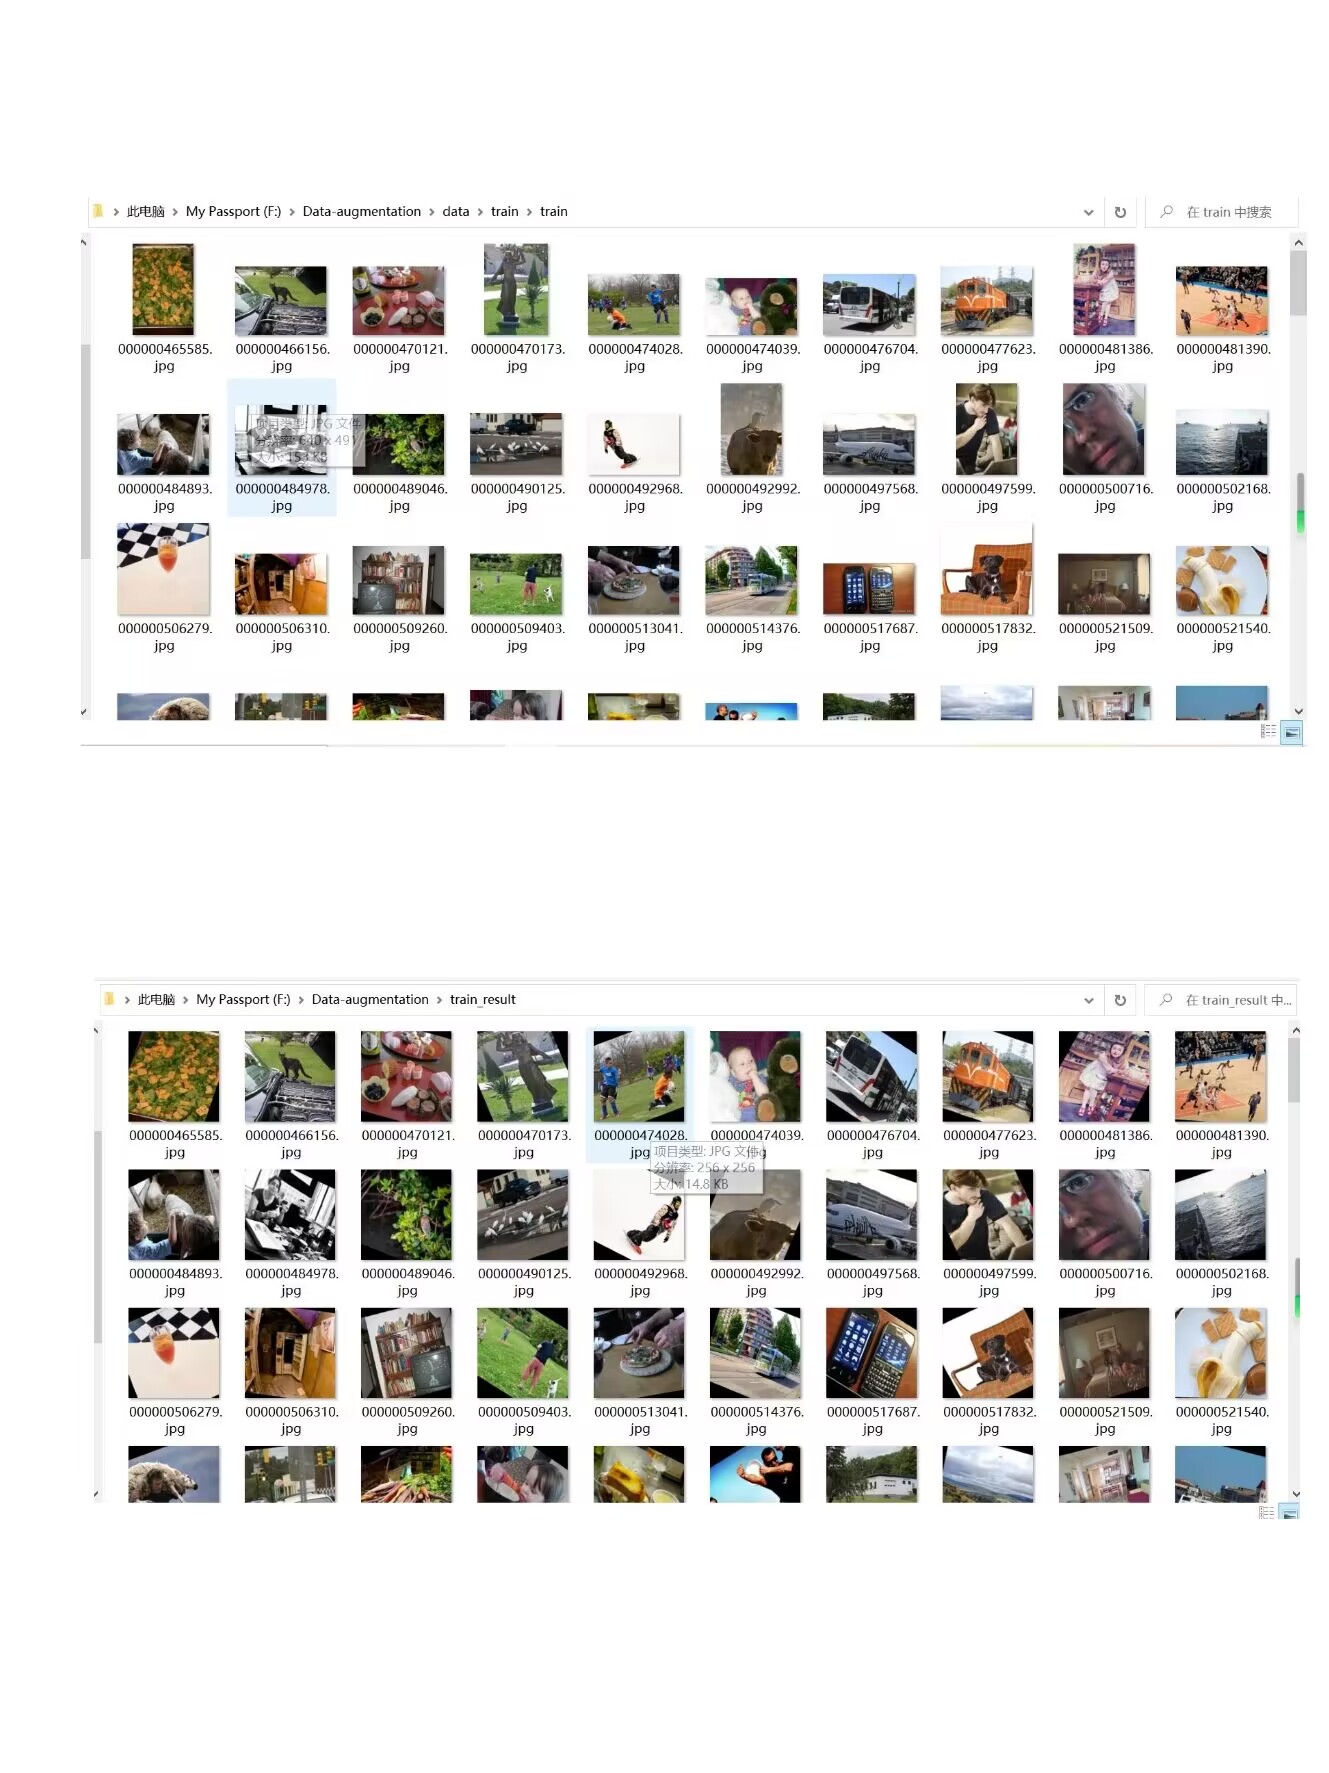 此电脑 > My Passport (F:) > Data-augmentation > data > train > train
在 train 中搜索
000000465585.jpg
000000466156.jpg
000000470121.jpg
000000470173.jpg
000000474028.jpg
000000474039.jpg
000000476704.jpg
000000477623.jpg
000000481386.jpg
000000481390.jpg
项目类型: JPG 文件
分辨率: 640 x 491
大小: 153 KB
000000484893.jpg
000000484978.jpg
000000489046.jpg
000000490125.jpg
000000492968.jpg
000000492992.jpg
000000497568.jpg
000000497599.jpg
000000500716.jpg
000000502168.jpg
000000506279.jpg
000000506310.jpg
000000509260.jpg
000000509403.jpg
000000513041.jpg
000000514376.jpg
000000517687.jpg
000000517832.jpg
000000521509.jpg
000000521540.jpg
此电脑 > My Passport (F:) > Data-augmentation > train_result
在 train_result 中...
000000465585.jpg
000000466156.jpg
000000470121.jpg
000000470173.jpg
000000474028.jpg
000000474039.jpg
000000476704.jpg
000000477623.jpg
000000481386.jpg
000000481390.jpg
项目类型: JPG 文件
分辨率: 256 x 256
大小: 14.8 KB
000000484893.jpg
000000484978.jpg
000000489046.jpg
000000490125.jpg
000000492968.jpg
000000492992.jpg
000000497568.jpg
000000497599.jpg
000000500716.jpg
000000502168.jpg
000000506279.jpg
000000506310.jpg
000000509260.jpg
000000509403.jpg
000000513041.jpg
000000514376.jpg
000000517687.jpg
000000517832.jpg
000000521509.jpg
000000521540.jpg